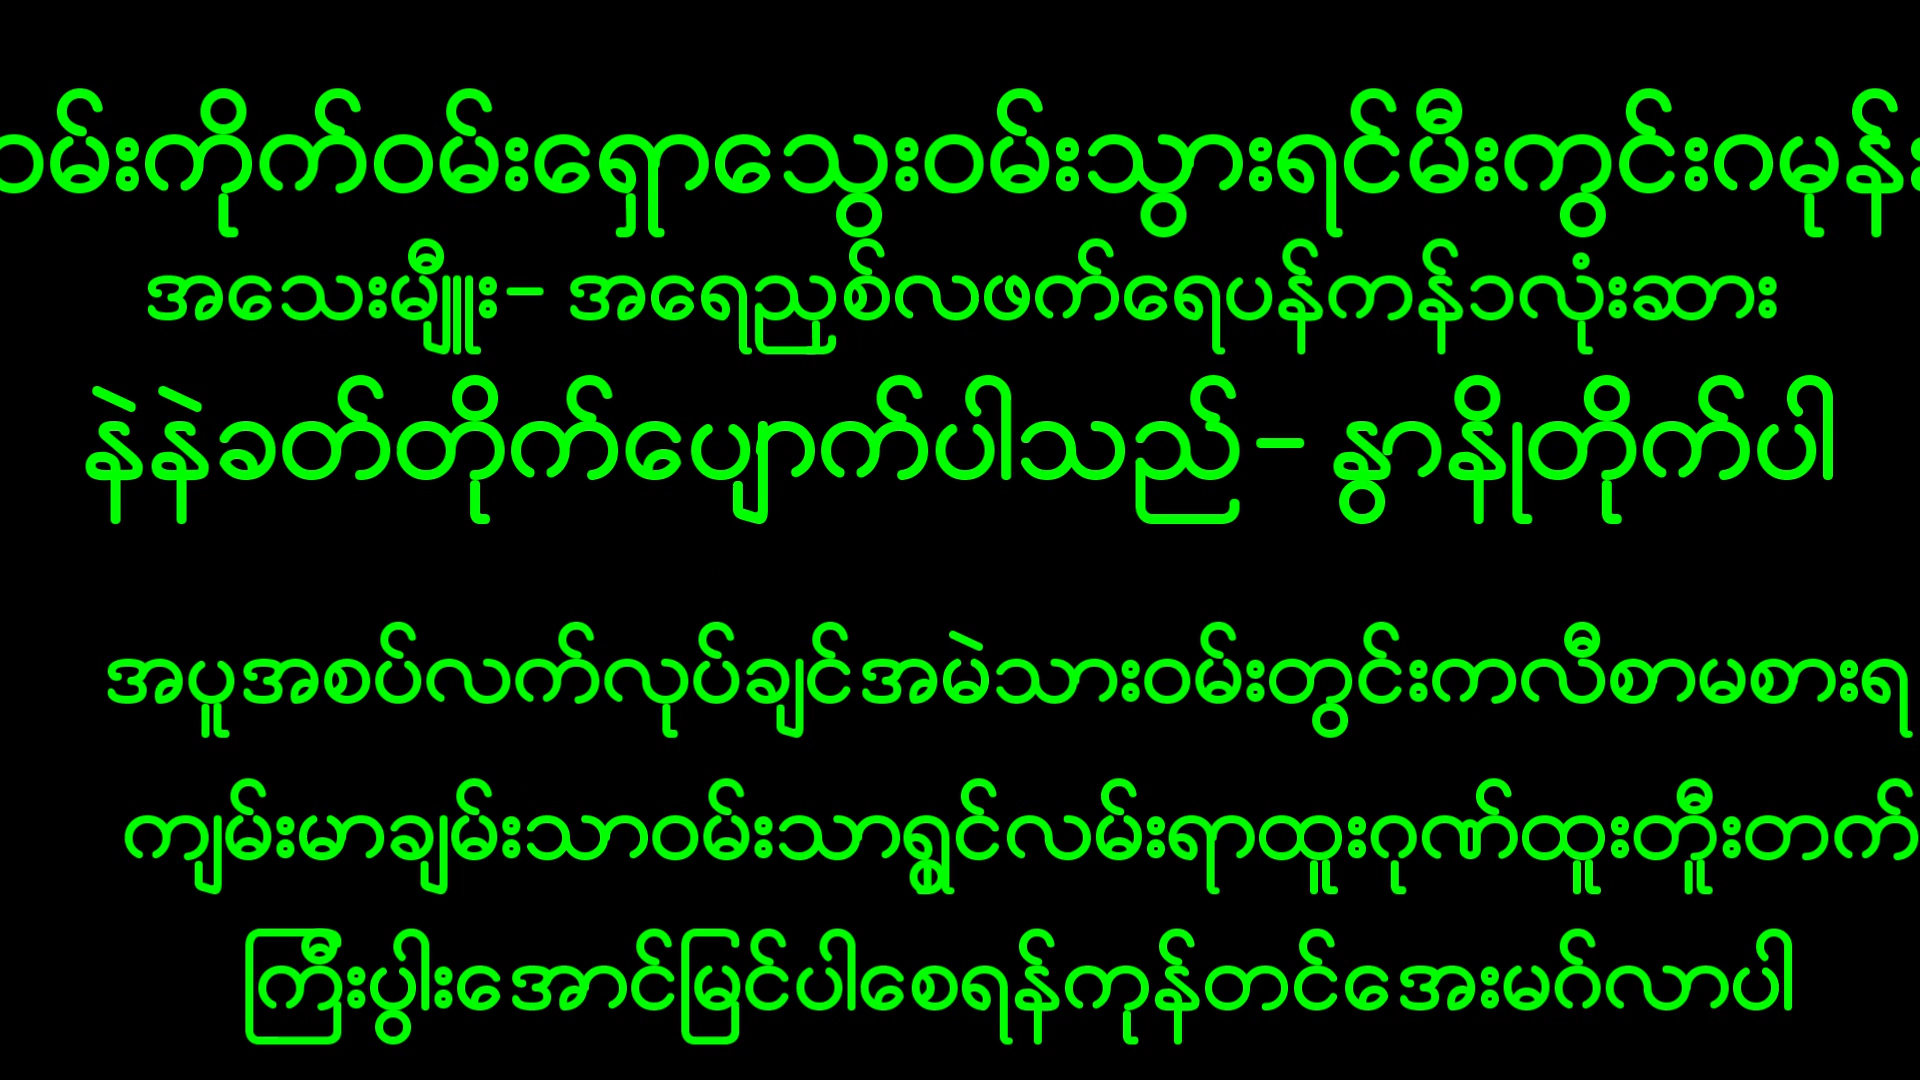 ဝမ်းကိုက်ဝမ်းရှောသွေးဝမ်းသွားရင်မီးကွင်းဂမုန်း
အသေးမျှီူး– အရေညှစ်လဖက်ရေပန်ကန်၁လုံးဆား
နဲနဲခတ်တိုက်ပျောက်ပါသည်– နွှာနို့တိုက်ပါ
အပူအစပ်လက်လုပ်ချင်အမဲသားဝမ်းတွင်းကလီစာမစားရ
ကျမ်းမာချမ်းသာဝမ်းသာရွှင်လမ်းရာထူးဂုဏ်ထူးတိူးတက်
ကြီးပွါးအောင်မြင်ပါစေရန်ကုန်တင်အေးမဂ်လာပါ